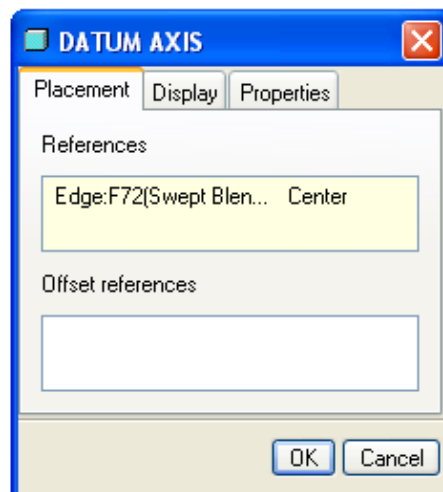 DATUM AXIS
Placement Display Properties
References
Edge:F72(Swept Blen... Center
Offset references
OK Cancel